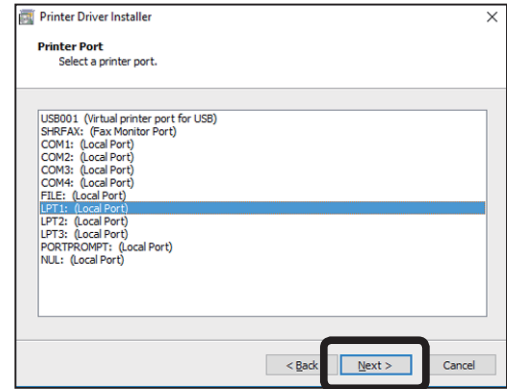 Printer Driver Installer
Printer Port
Select a printer port.
USB001 (Virtual printer port for USB)
SHRFAX: (Fax Monitor Port)
COM1: (Local Port)
COM2: (Local Port)
COM3: (Local Port)
COM4: (Local Port)
FILE: (Local Port)
LPT1: (Local Port)
LPT2: (Local Port)
LPT3: (Local Port)
PORTPROMPT: (Local Port)
NUL: (Local Port)
< Back Next > Cancel